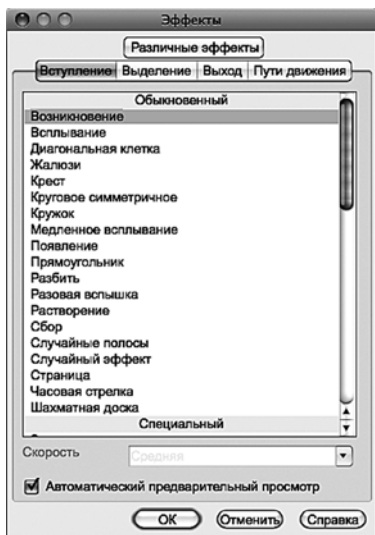 Эффекты
Различные эффекты
Вступление Выделение Выход Пути движения
Обыкновенный
Возникновение
Всплывание
Диагональная клетка
Жалюзи
Крест
Круговое симметричное
Кружок
Медленное всплывание
Появление
Прямоугольник
Разбить
Разовая вспышка
Растворение
Сбор
Случайные полосы
Случайный эффект
Страница
Часовая стрелка
Шахматная доска
Специальный
Скорость Средняя
Автоматический предварительный просмотр
ОК Отменить Справка